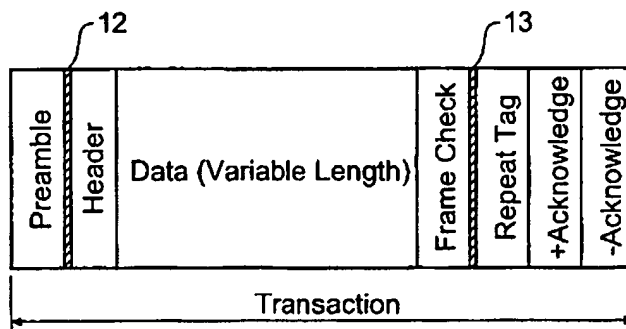 12
13
Preamble
Header
Data (Variable Length)
Frame Check
Repeat Tag
+Acknowledge
-Acknowledge
Transaction